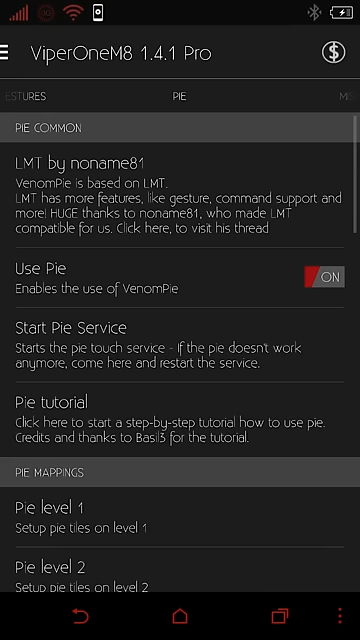 ViperOneM8 1.4.1 Pro
ESTURES PIE
PIE COMMON
LMT by noname81
VenomPie is based on LMT.
LMT has more features, like gesture, command support and
more! HUGE thanks to noname81, who made LMT
compatible for us. Click here, to visit his thread
Use Pie
Enables the use of VenomPie
ON
Start Pie Service
Starts the pie touch service - If the pie doesn't work
anymore, come here and restart the service.
Pie tutorial
Click here to start a step-by-step tutorial how to use pie.
Credits and thanks to Basil3 for the tutorial.
PIE MAPPINGS
Pie level 1
Setup pie tiles on level 1
Pie level 2
Setup pie tiles on level 2